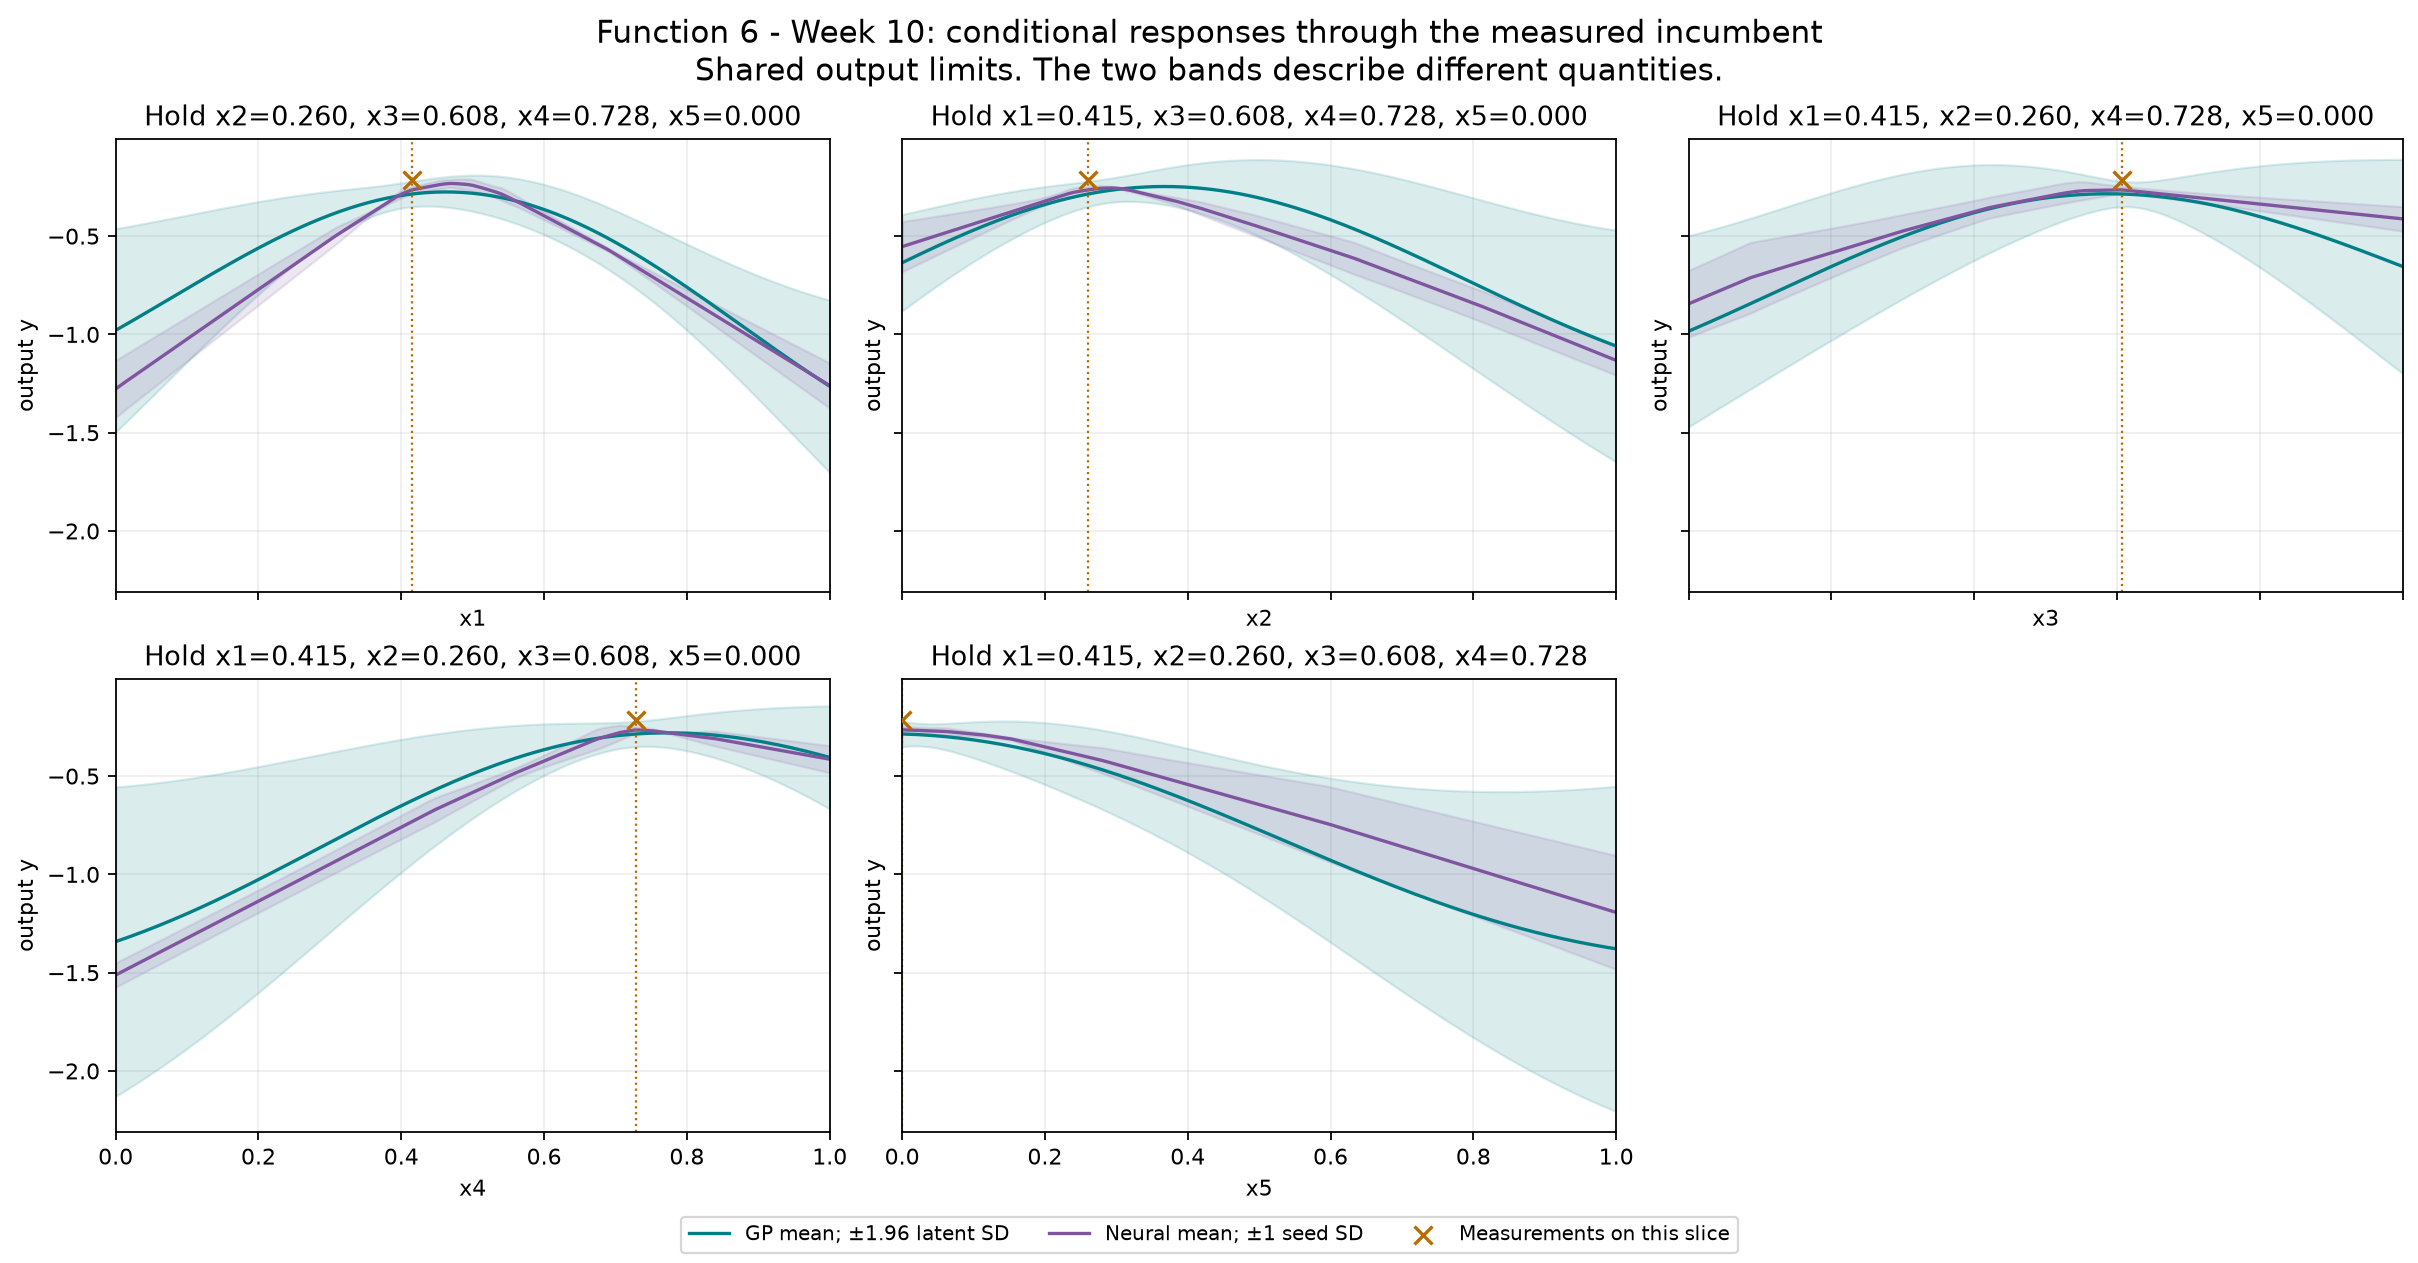 Function 6 - Week 10: conditional responses through the measured incumbent
Shared output limits. The two bands describe different quantities.
Hold x2=0.260, x3=0.608, x4=0.728, x5=0.000
Hold x1=0.415, x3=0.608, x4=0.728, x5=0.000
Hold x1=0.415, x2=0.260, x4=0.728, x5=0.000
output y
−0.5
−1.0
−1.5
−2.0
x1
output y
x2
output y
x3
Hold x1=0.415, x2=0.260, x3=0.608, x5=0.000
Hold x1=0.415, x2=0.260, x3=0.608, x4=0.728
output y
−0.5
−1.0
−1.5
−2.0
0.0 0.2 0.4 0.6 0.8 1.0
x4
output y
0.0 0.2 0.4 0.6 0.8 1.0
x5
GP mean; ±1.96 latent SD
Neural mean; ±1 seed SD
Measurements on this slice